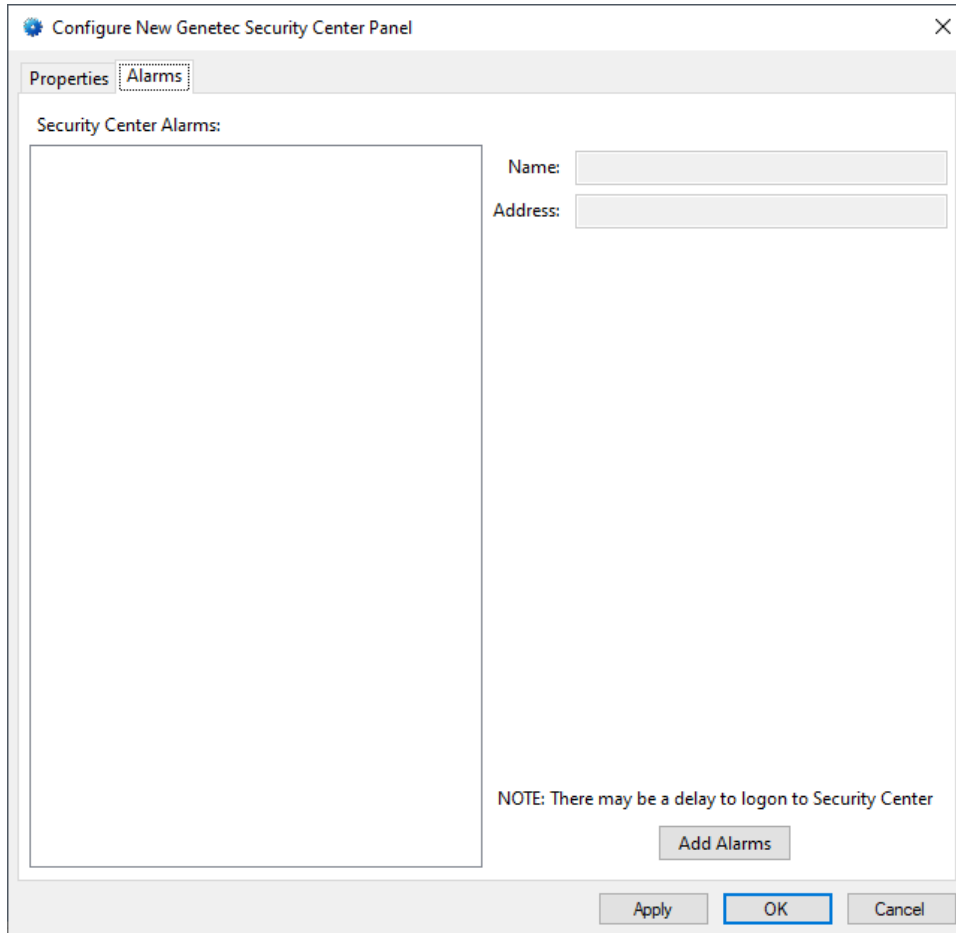 Configure New Genetec Security Center Panel
Properties Alarms
Security Center Alarms:
Name:
Address:
NOTE: There may be a delay to logon to Security Center
Add Alarms
Apply OK Cancel